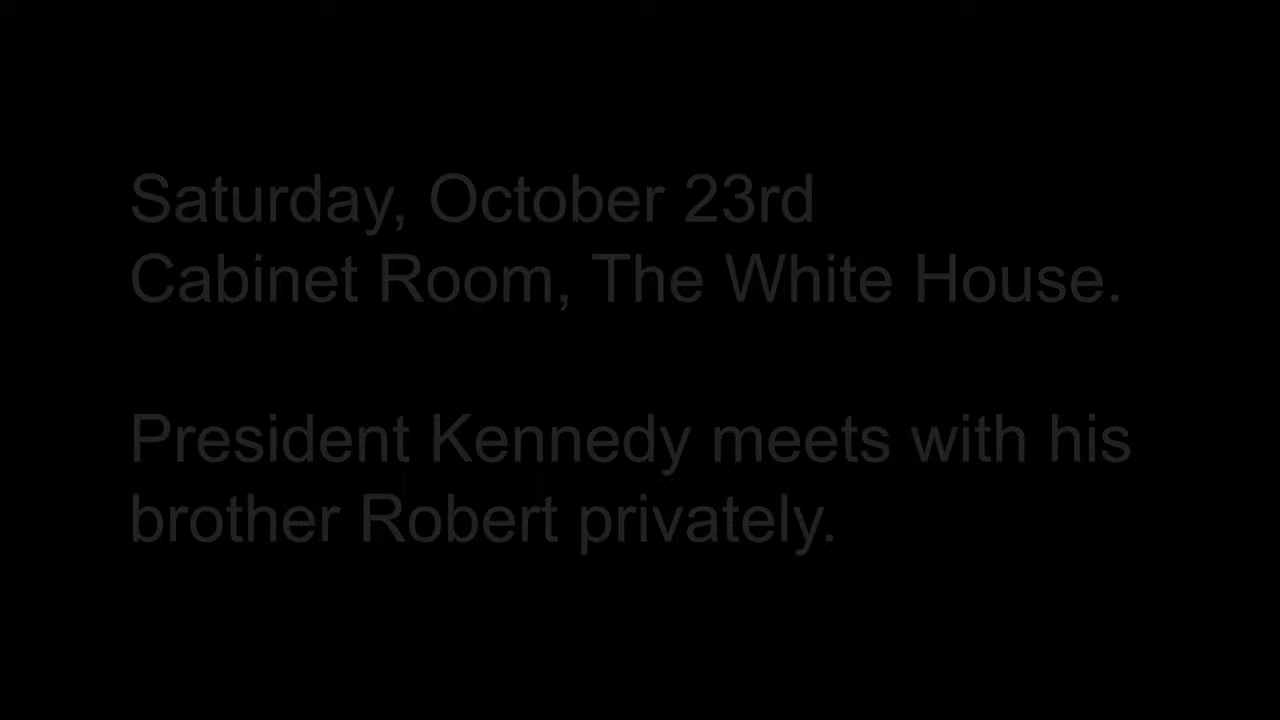 Saturday, October 23rd
Cabinet Room, The White House.
President Kennedy meets with his
brother Robert privately.